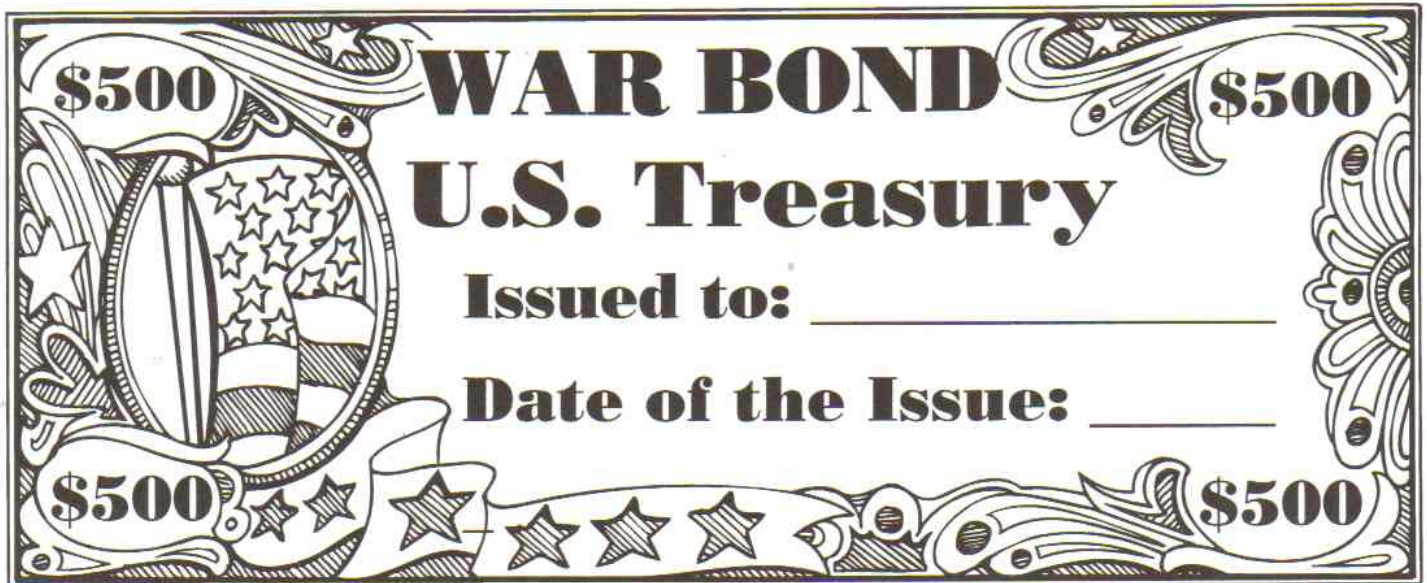 $500
WAR BOND
$500
U.S. Treasury
Issued to:
Date of the Issue:
$500
$500